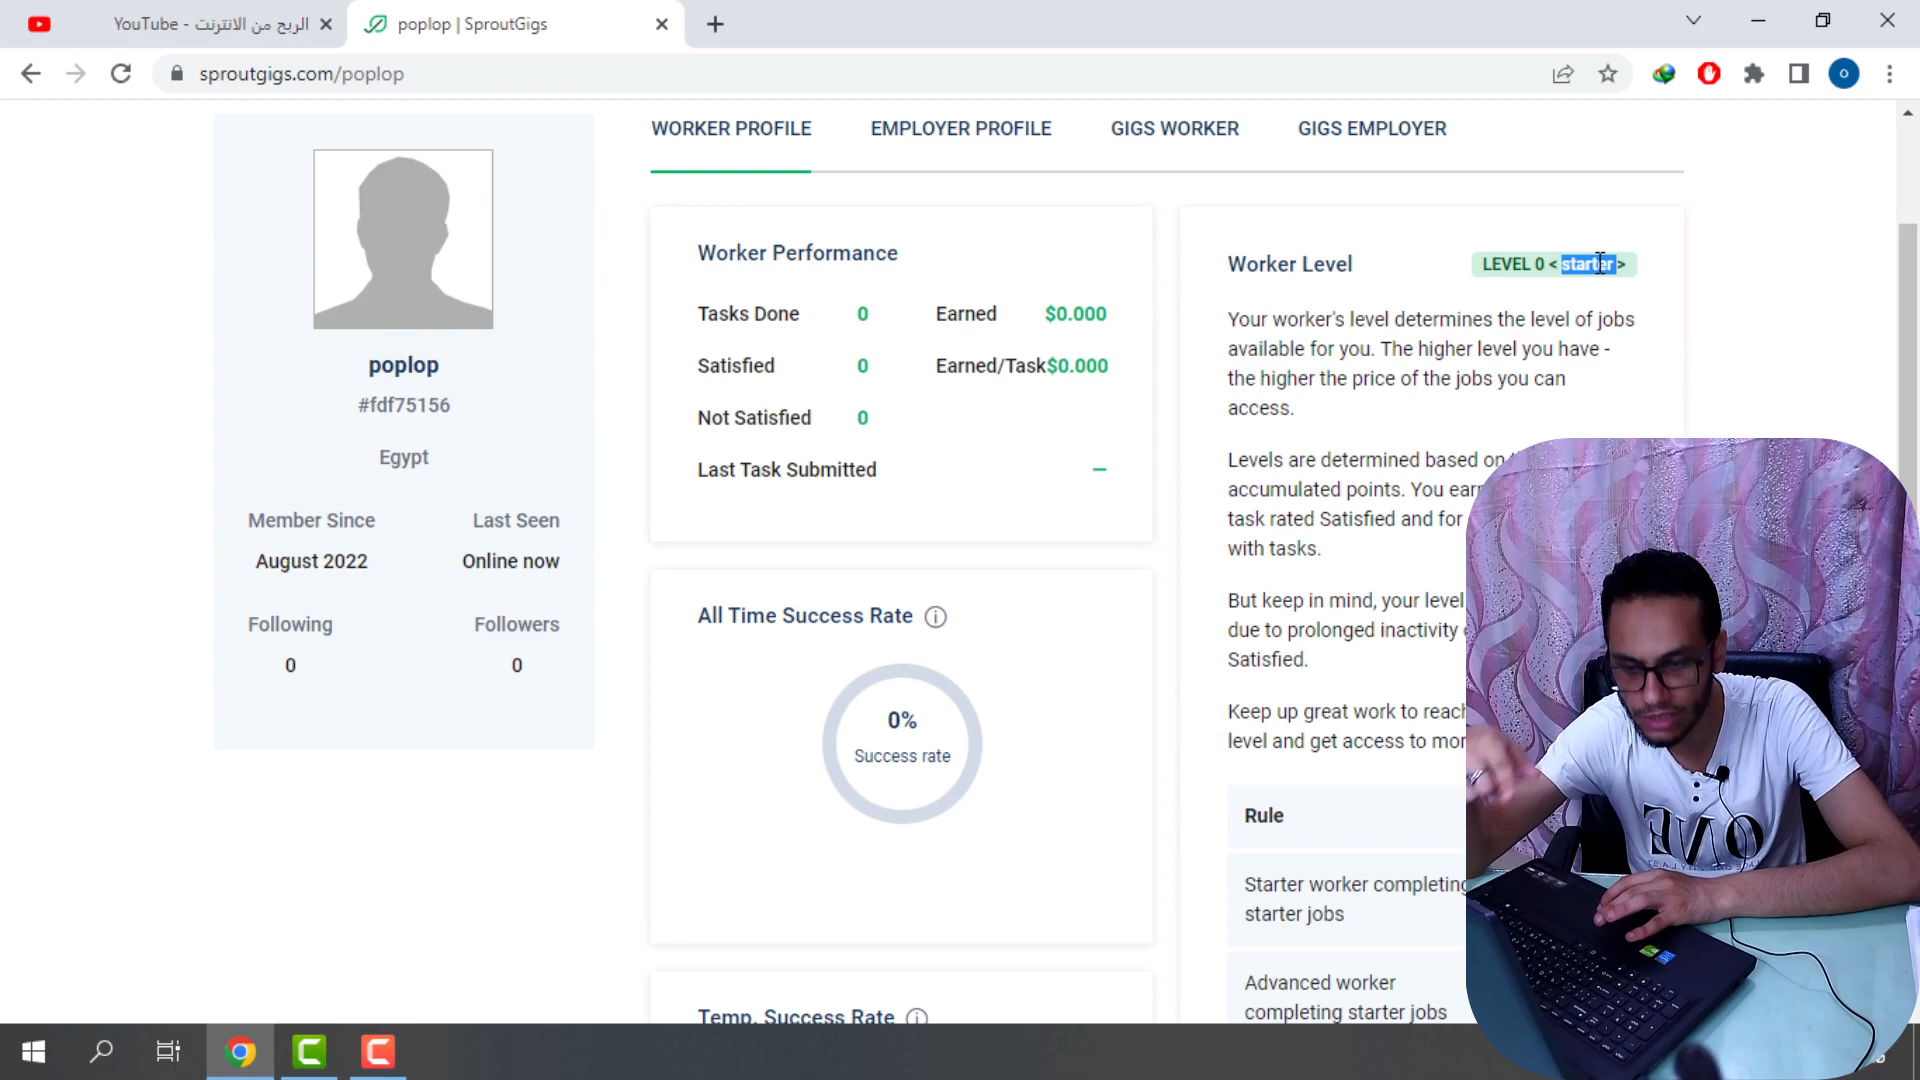 YouTube - الربح من الانترنت
poplop | SproutGigs
sproutgigs.com/poplop
o
WORKER PROFILE
EMPLOYER PROFILE
GIGS WORKER
GIGS EMPLOYER
poplop
#fdf75156
Egypt
Member Since
Last Seen
August 2022
Online now
Following
Followers
0
0
Worker Performance
Tasks Done 0 Earned $0.000
Satisfied 0 Earned/Task $0.000
Not Satisfied 0
Last Task Submitted –
All Time Success Rate
0%
Success rate
Temp. Success Rate
Worker Level
LEVEL 0 < starter >
Your worker's level determines the level of jobs
available for you. The higher level you have -
the higher the price of the jobs you can
access.
Levels are determined based on
accumulated points. You earn
task rated Satisfied and for
with tasks.
But keep in mind, your level
due to prolonged inactivity
Satisfied.
Keep up great work to reach
level and get access to
Rule
Starter worker completing
starter jobs
Advanced worker
completing starter jobs
ONE